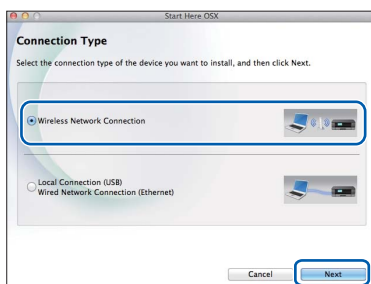 Start Here OSX
Connection Type
Select the connection type of the device you want to install, and then click Next.
Wireless Network Connection
Local Connection (USB)
Wired Network Connection (Ethernet)
Cancel
Next